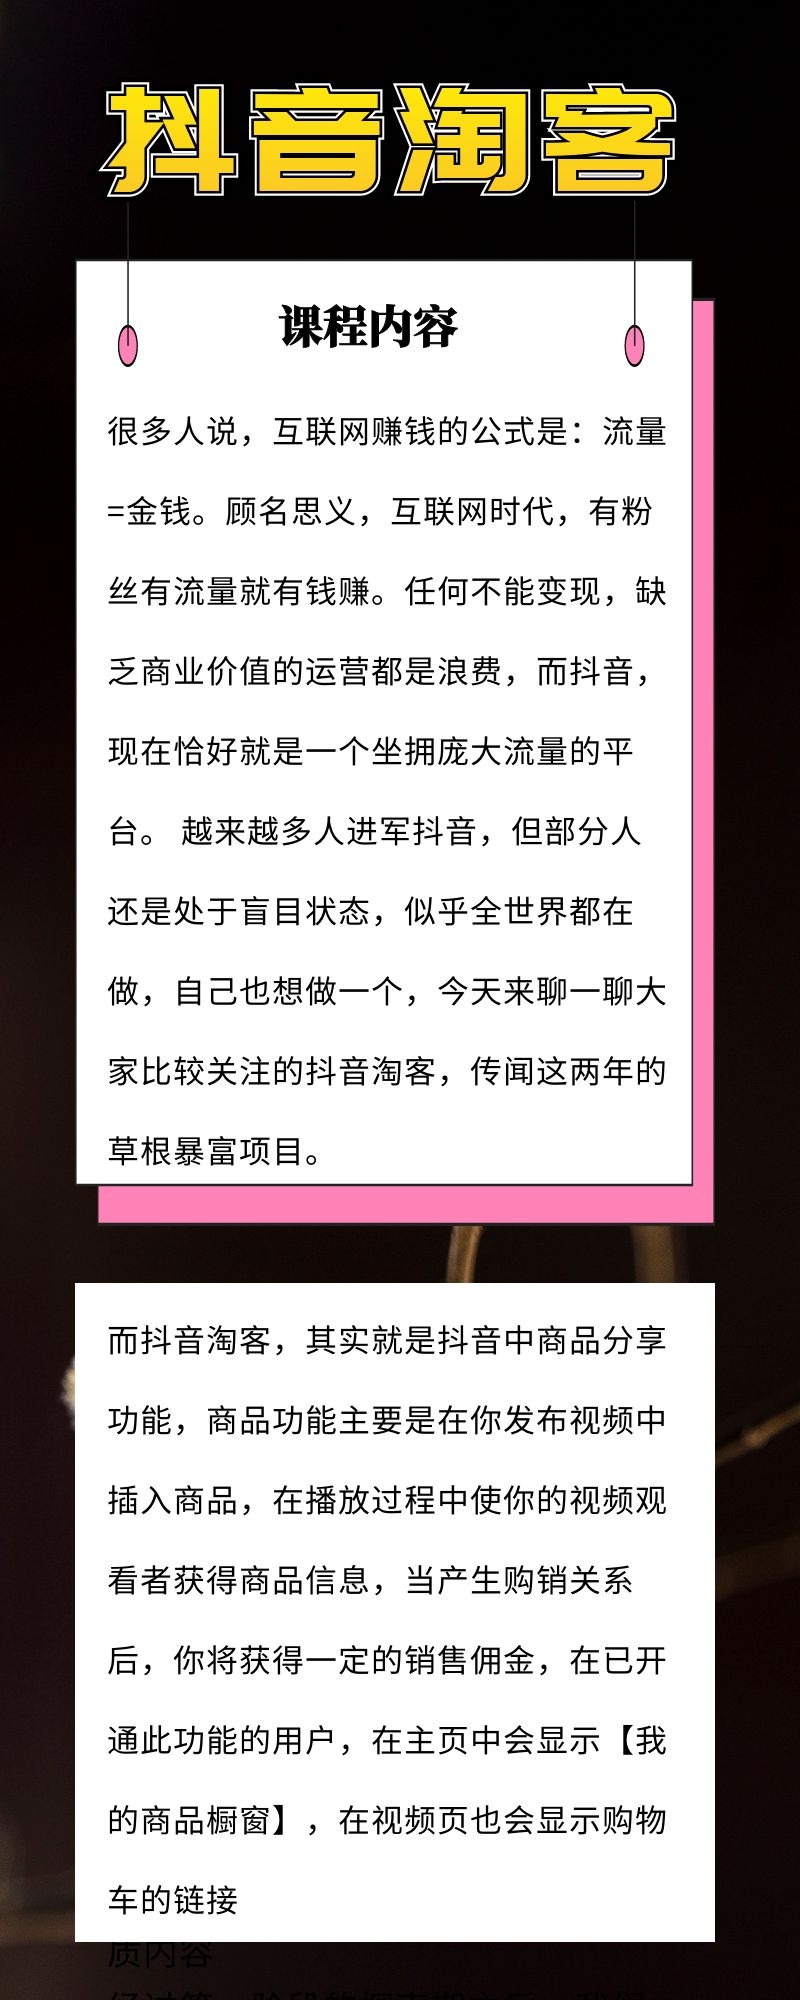 抖音淘客
课程内容
很多人说，互联网赚钱的公式是：流量
=金钱。顾名思义，互联网时代，有粉
丝有流量就有钱赚。任何不能变现，缺
乏商业价值的运营都是浪费，而抖音，
现在恰好就是一个坐拥庞大流量的平
台。 越来越多人进军抖音，但部分人
还是处于盲目状态，似乎全世界都在
做，自己也想做一个，今天来聊一聊大
家比较关注的抖音淘客，传闻这两年的
草根暴富项目。
而抖音淘客，其实就是抖音中商品分享
功能，商品功能主要是在你发布视频中
插入商品，在播放过程中使你的视频观
看者获得商品信息，当产生购销关系
后，你将获得一定的销售佣金，在已开
通此功能的用户，在主页中会显示【我
的商品橱窗】，在视频页也会显示购物
车的链接
质内容